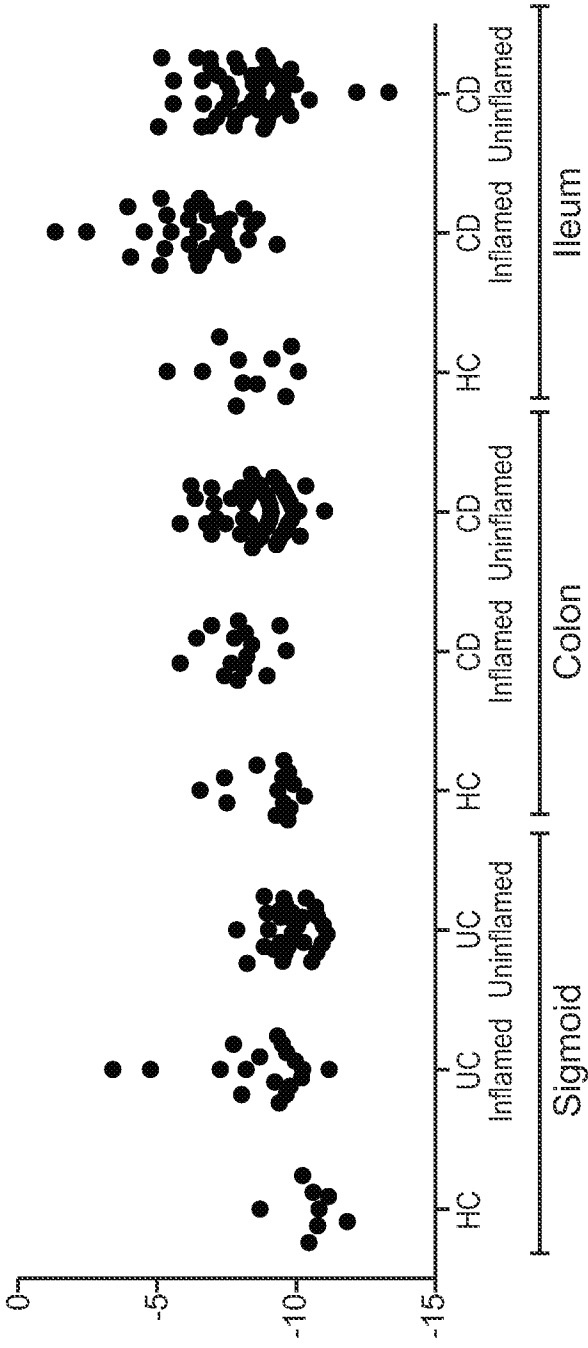 0
-5
-10
-15
HC
UC
Inflamed
UC
Uninflamed
HC
CD
Inflamed
CD
Uninflamed
HC
CD
Inflamed
CD
Uninflamed
Sigmoid
Colon
Ileum